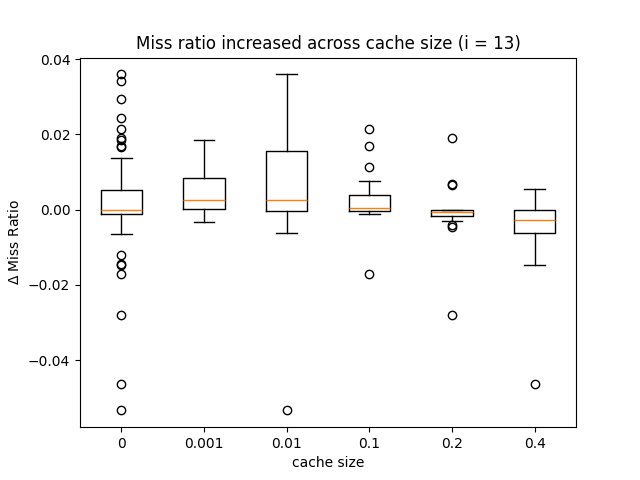 Miss ratio increased across cache size (i = 13)
0.04
0.02
0.00
−0.02
−0.04
Δ Miss Ratio
0 0.001 0.01 0.1 0.2 0.4
cache size